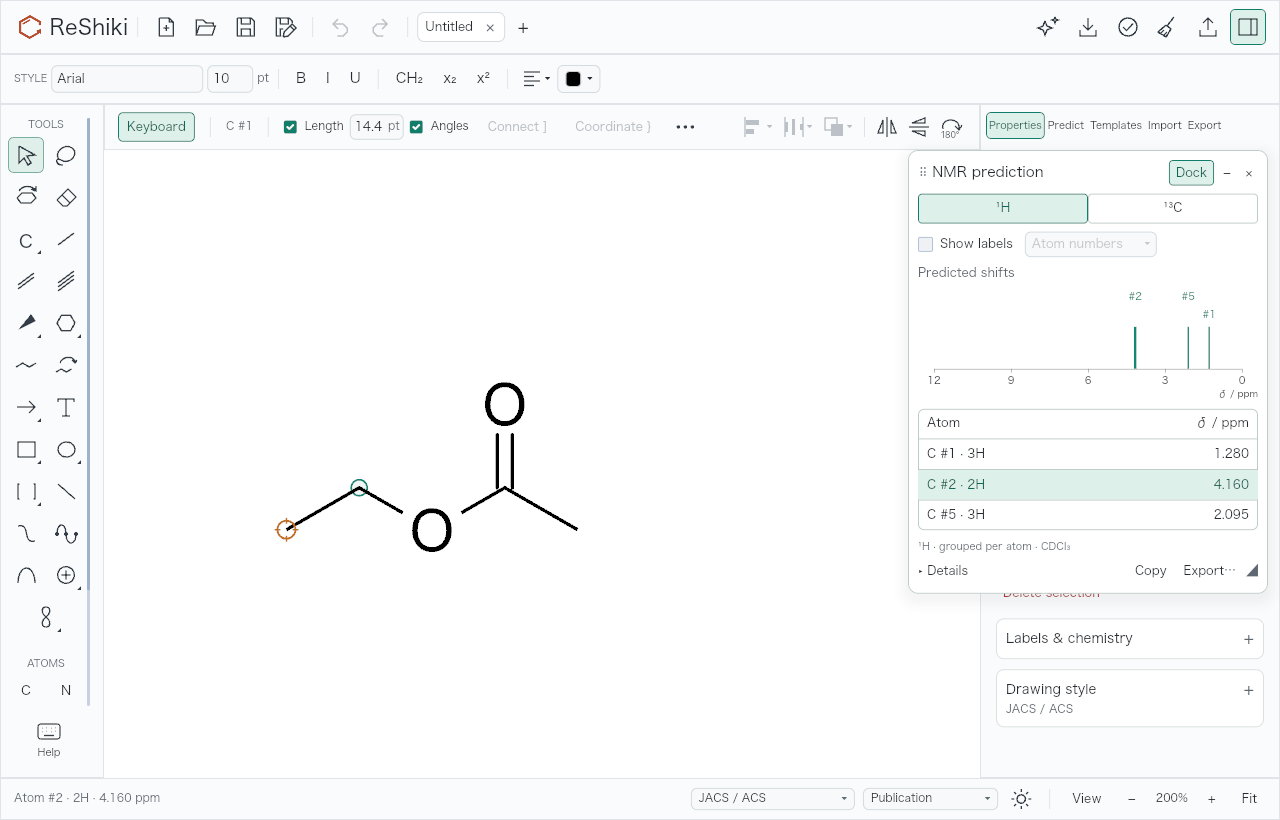 ReShiki
Untitled ×
+
STYLE Arial 10 pt B I U CH₂ x₂ x²
TOOLS
Keyboard C #1 Length 14.4 pt Angles Connect ] Coordinate } ••• 180°
Properties Predict Templates Import Export
NMR prediction Dock − ×
¹H ¹³C
Show labels Atom numbers
Predicted shifts
#2 #5
#1
12 9 6 3 0
δ / ppm
Atom δ / ppm
C #1 · 3H 1.280
C #2 · 2H 4.160
C #5 · 3H 2.095
¹H · grouped per atom · CDCl₃
Details Copy Export…
Delete selection
Labels & chemistry +
Drawing style +
JACS / ACS
C
T
[ ]
ATOMS
C N
Help
O
O
Atom #2 · 2H · 4.160 ppm JACS / ACS Publication View − 200% + Fit